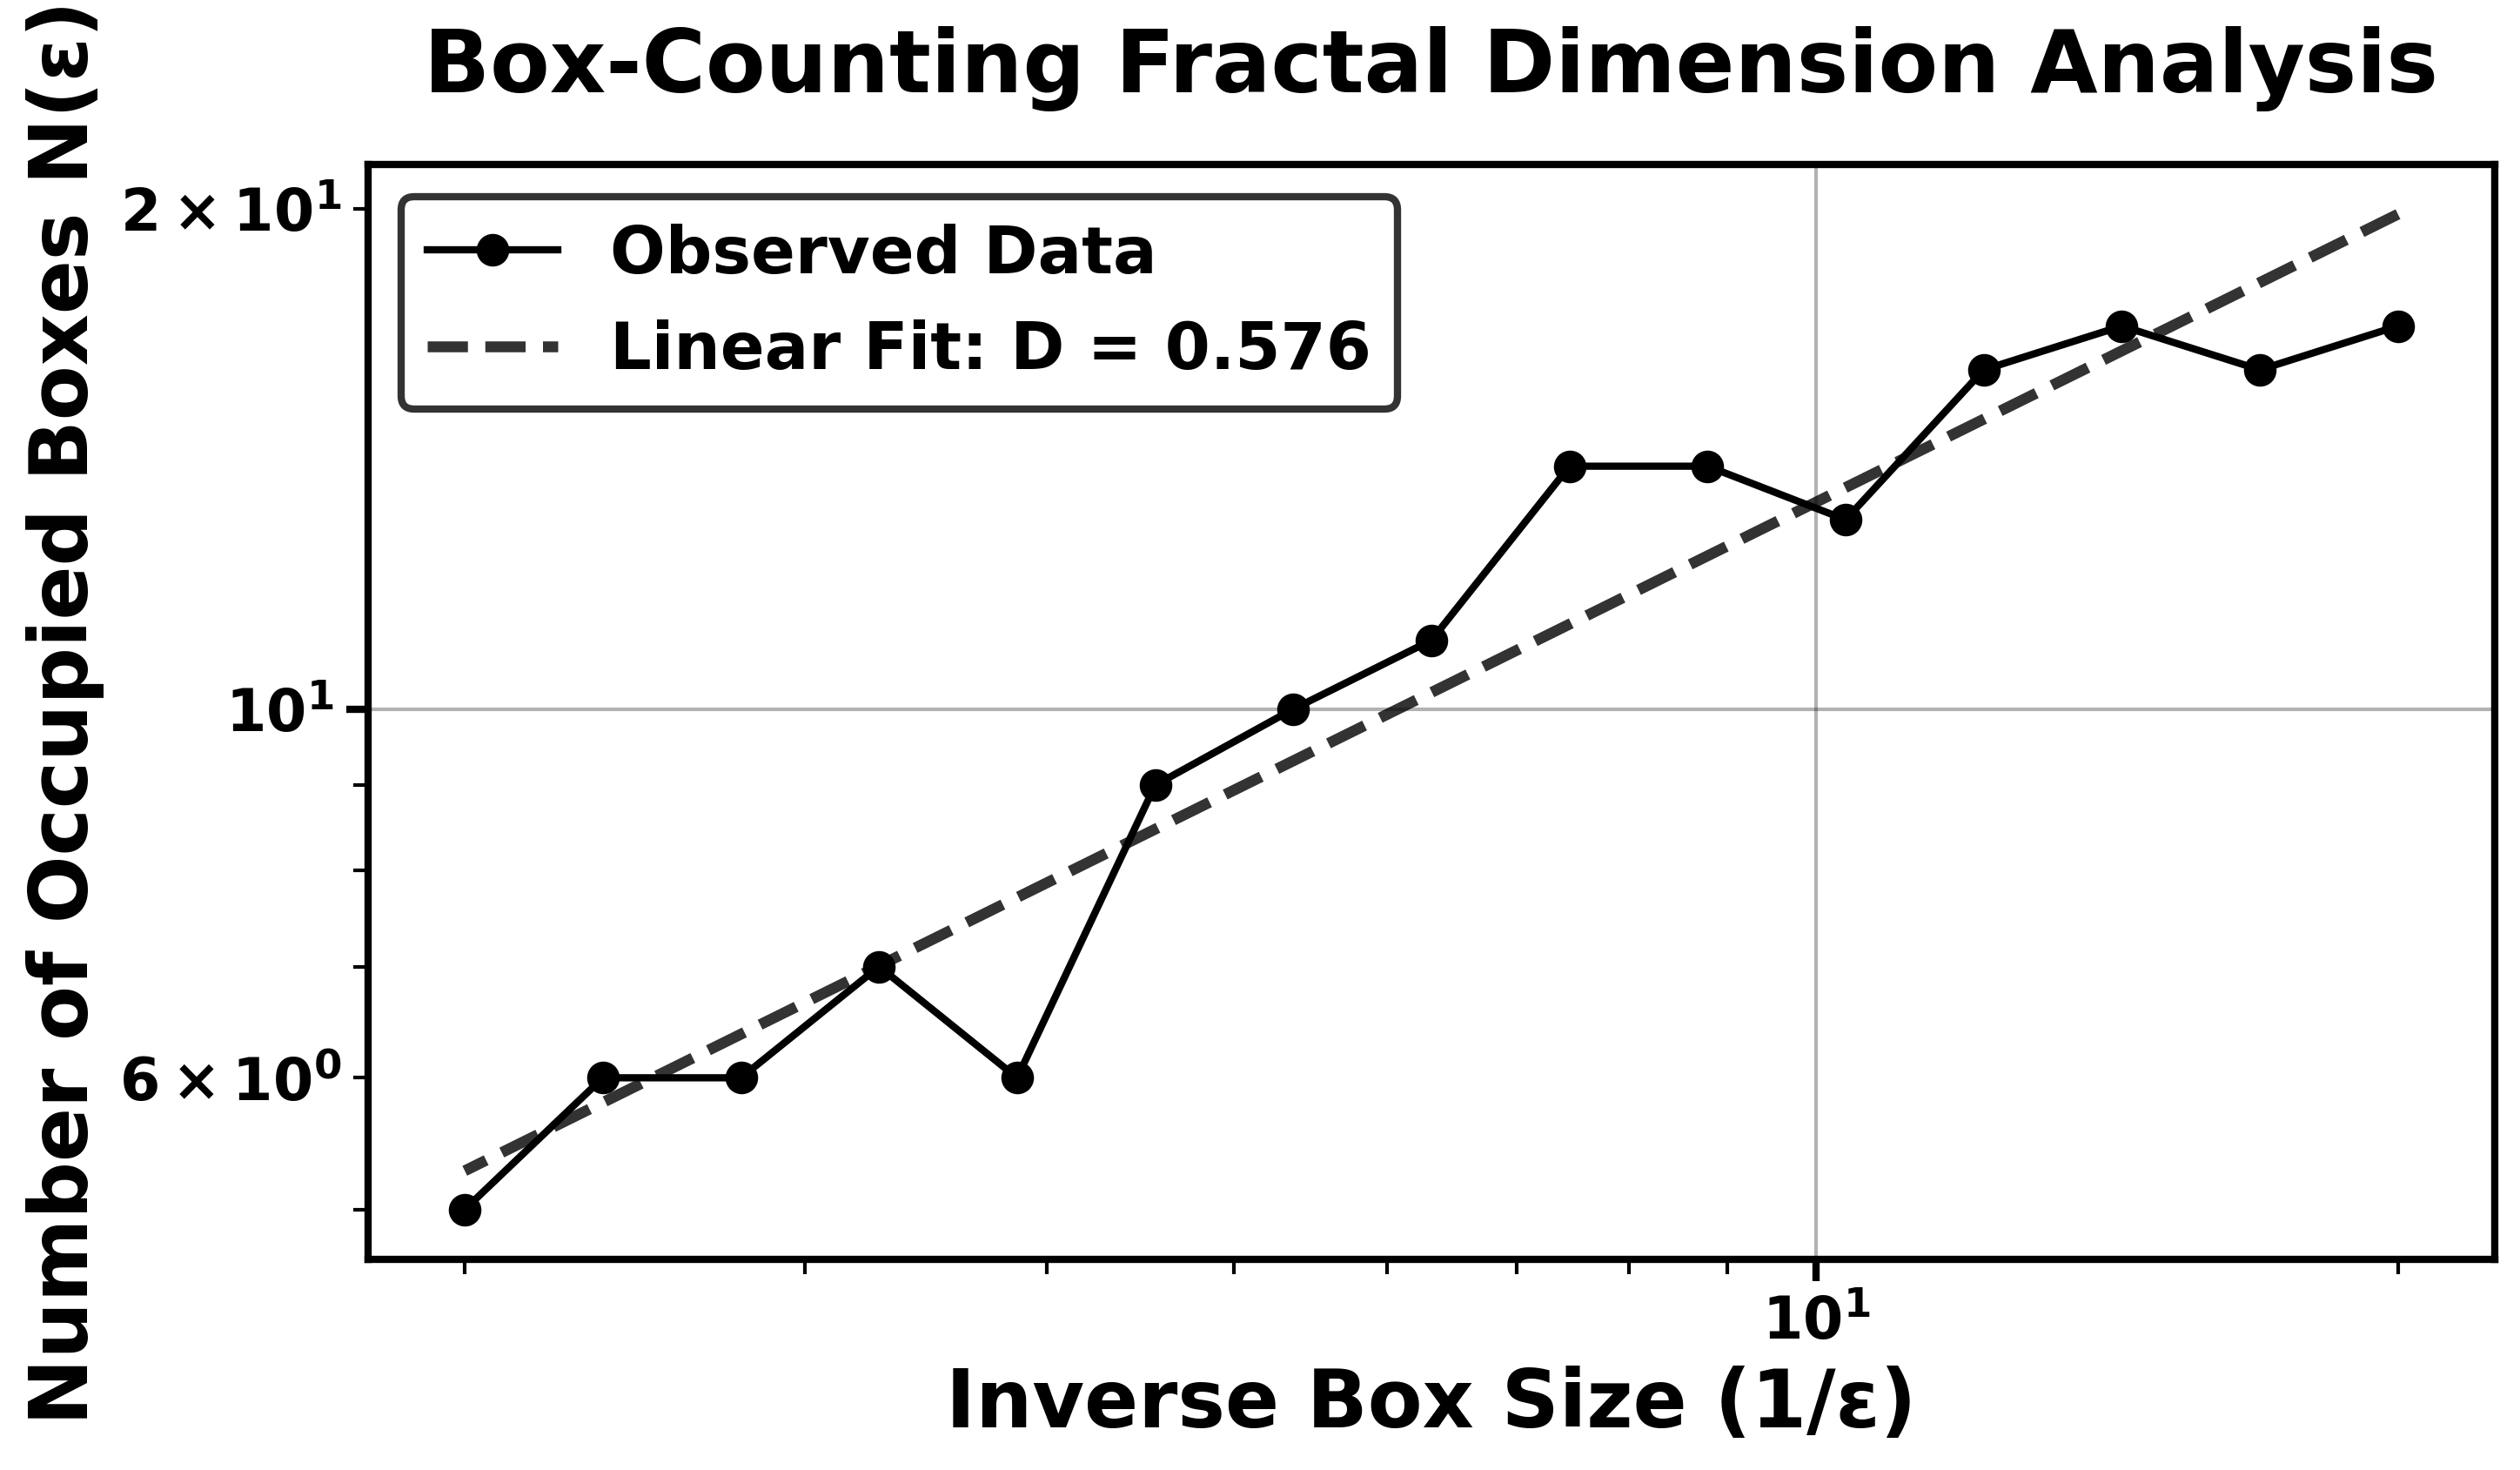 Box-Counting Fractal Dimension Analysis
Number of Occupied Boxes N(ε)
2 × 10¹
10¹
6 × 10⁰
Observed Data
Linear Fit: D = 0.576
10¹
Inverse Box Size (1/ε)